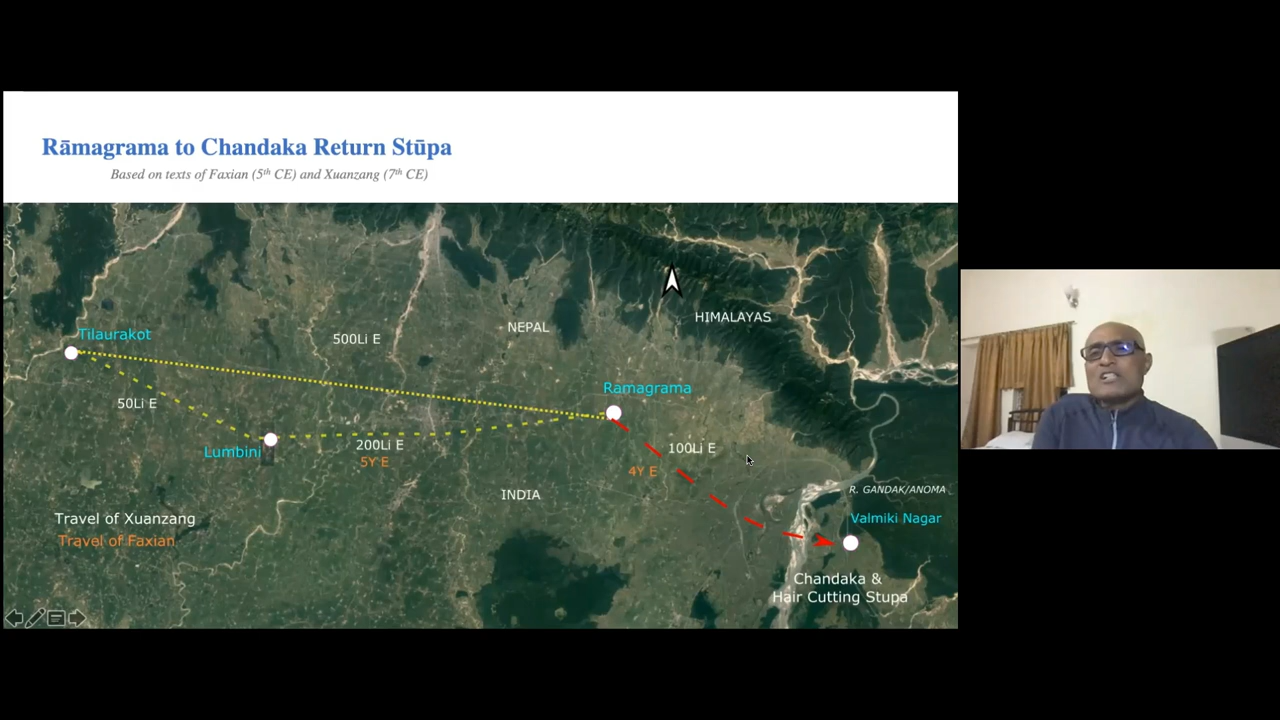 Rāmagrama to Chandaka Return Stūpa
Based on texts of Faxian (5th CE) and Xuanzang (7th CE)
HIMALAYAS
NEPAL
Tilaurakot
500Li E
Ramagrama
50Li E
Lumbini
200Li E
5Y E
100Li E
4Y E
INDIA
R. GANDAK/ANOMA
Valmiki Nagar
Travel of Xuanzang
Travel of Faxian
Chandaka &
Hair Cutting Stupa